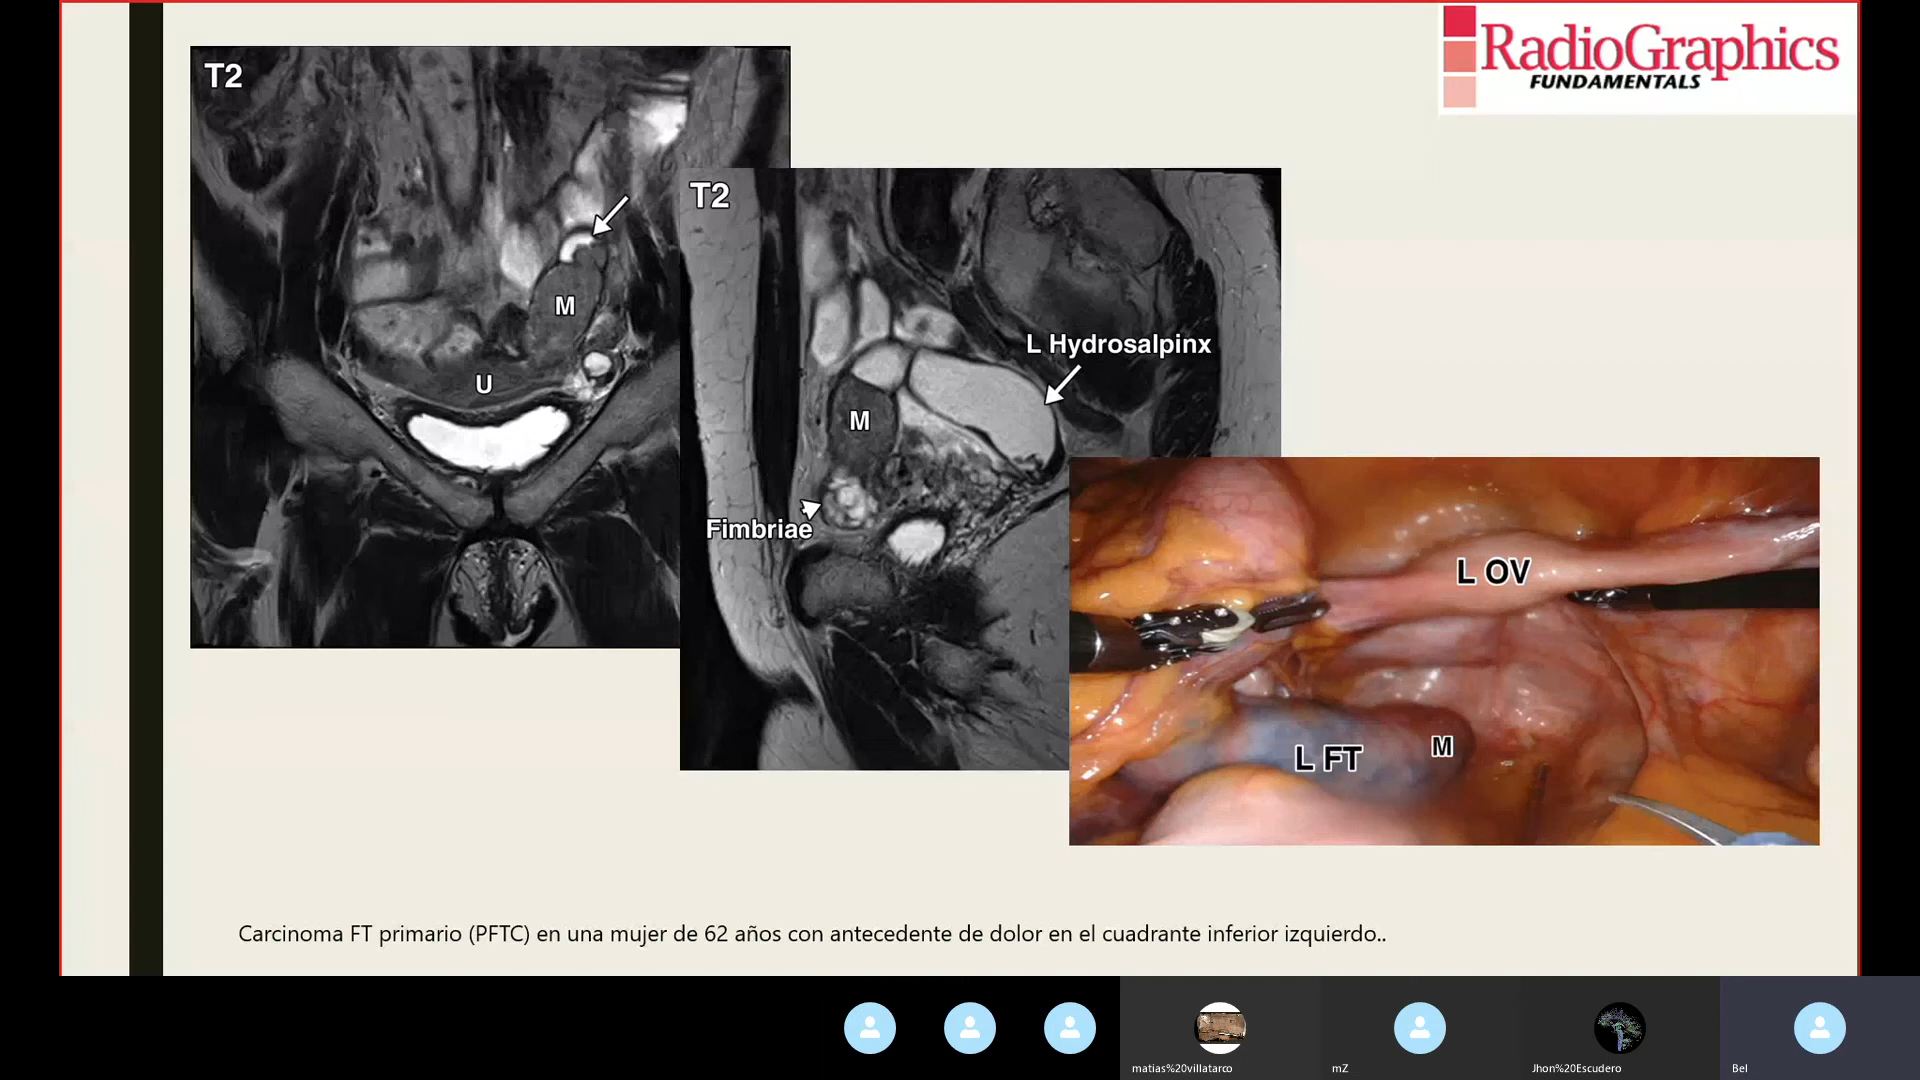 RadioGraphics
FUNDAMENTALS
T2
M
U
T2
L Hydrosalpinx
M
Fimbriae
L OV
L FT
M
Carcinoma FT primario (PFTC) en una mujer de 62 años con antecedente de dolor en el cuadrante inferior izquierdo..
matias%20villatarco
mZ
Jhon%20Escudero
Bel